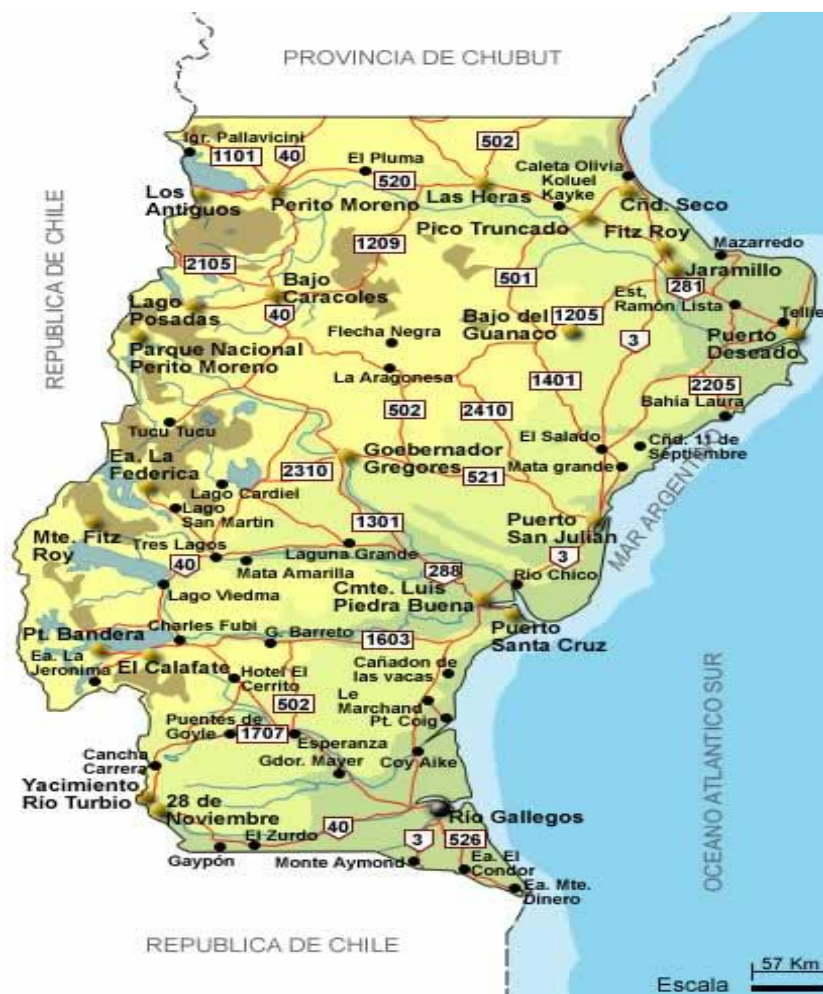 PROVINCIA DE CHUBUT
502
Igr. Pallavicini
1101
40
El Pluma
520
Caleta Olivia
Koluel
Kayke
Los
Antiguos
Perito Moreno
Las Heras
Cñd. Seco
Pico Truncado
Fitz Roy
1209
Mazarredo
2105
501
Jaramillo
REPUBLICA DE CHILE
Bajo
Caracoles
281
Est,
Ramón Lista
Lago
Posadas
40
Bajo del
Guanaco
1205
Tellie
Flecha Negra
3
Puerto
Deseado
Parque Nacional
Perito Moreno
La Aragonesa
1401
2205
502
2410
Bahía Laura
Tucu Tucu
El Salado
Cñd. 11 de
Septiembre
Ea. La
Federica
2310
Goebernador
Gregores
521
Mata grande
MAR ARGENTINO
Lago Cardiel
Lago
San Martin
Mte. Fitz
Roy
1301
Puerto
San Julián
Tres Lagos
Laguna Grande
3
40
Mata Amarilla
288
Río Chico
Lago Viedma
Cmte. Luis
Piedra Buena
Pt. Bandera
Charles Fubi
G. Barreto
1603
Puerto
Santa Cruz
Ea. La
Jeronima
El Calafate
Cañadon de
las vacas
Hotel El
Cerrito
502
Le
Marchand
Puentes de
Goyle
1707
Pt. Coig
Esperanza
Cancha
Carrera
Gdor. Mayer
Coy Aike
OCEANO ATLANTICO SUR
Yacimiento
Río Turbio
28 de
Noviembre
Río Gallegos
El Zurdo
40
3
526
Gaypón
Monte Aymond
Ea. El
Condor
Ea. Mte.
Dinero
REPUBLICA DE CHILE
57 Km
Escala